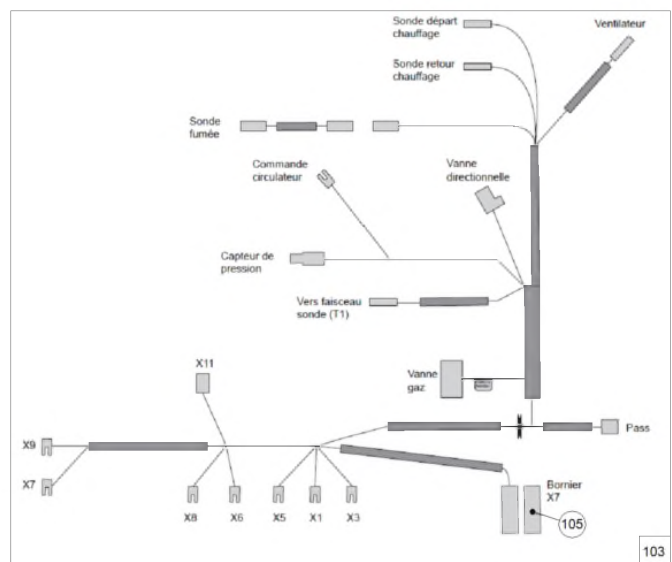 Sonde départ
chauffage
Ventilateur
Sonde retour
chauffage
Sonde
fumée
Commande
circulateur
Vanne
directionnelle
Capteur de
pression
Vers faisceau
sonde (T1)
X11
Vanne
gaz
X9
Pass
X7
X8
X6
X5
X1
X3
Bornier
X7
105
103